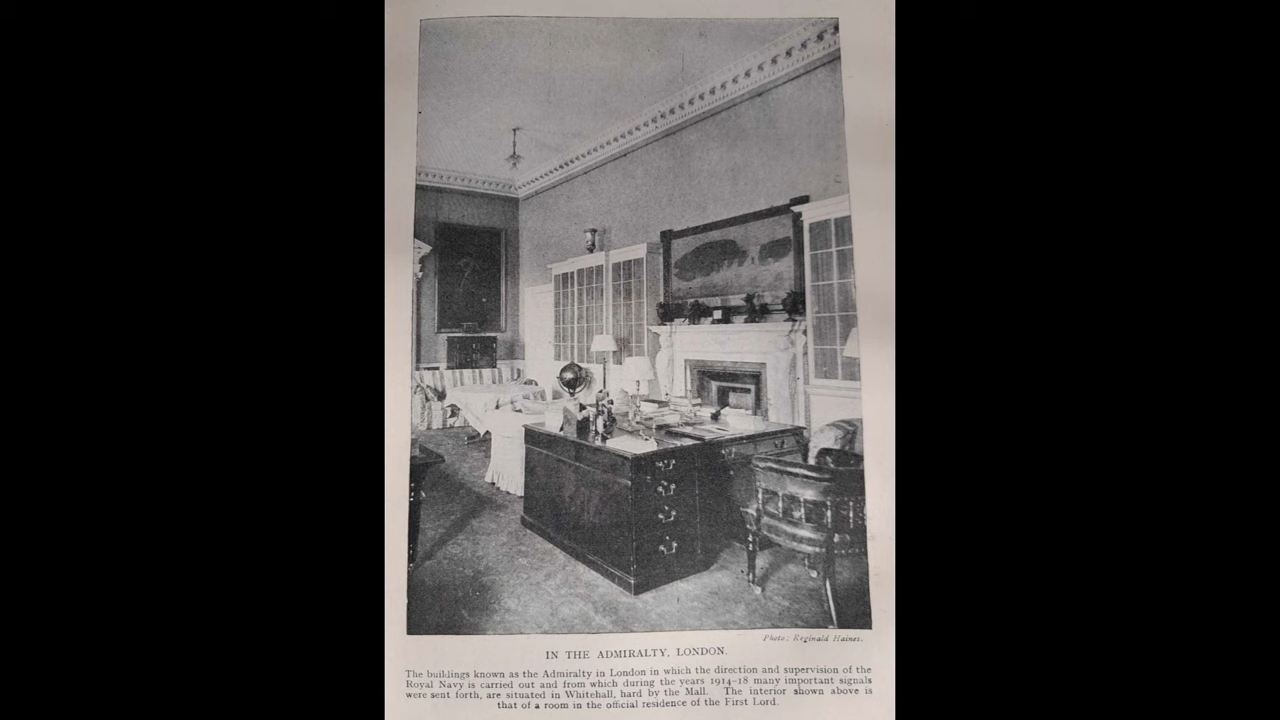 Photo: Reginald Haines.
IN THE ADMIRALTY, LONDON.
The buildings known as the Admiralty in London in which the direction and supervision of the
Royal Navy is carried out and from which during the years 1914–18 many important signals
were sent forth, are situated in Whitehall, hard by the Mall. The interior shown above is
that of a room in the official residence of the First Lord.